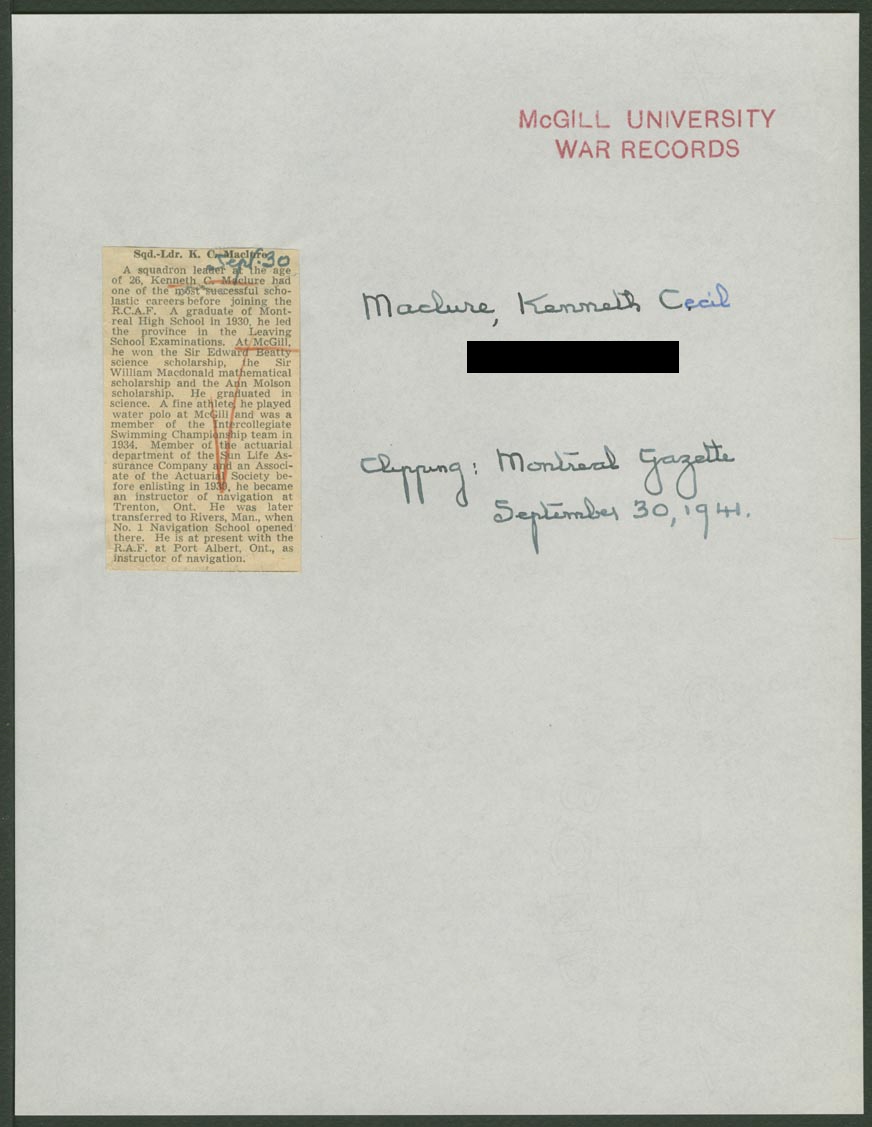 McGILL UNIVERSITY
WAR RECORDS
Sqd.-Ldr. K. C. Maclure
Sept. 30
A squadron leader at the age
of 26, Kenneth C. Maclure had
one of the most successful scho-
lastic careers before joining the
R.C.A.F. A graduate of Mont-
real High School in 1930, he led
the province in the Leaving
School Examinations. At McGill,
he won the Sir Edward Beatty
science scholarship, the Sir
William Macdonald mathematical
scholarship and the Ann Molson
scholarship. He graduated in
science. A fine athlete, he played
water polo at McGill and was a
member of the Intercollegiate
Swimming Championship team in
1934. Member of the actuarial
department of the Sun Life As-
surance Company and an Associ-
ate of the Actuarial Society be-
fore enlisting in 1939, he became
an instructor of navigation at
Trenton, Ont. He was later
transferred to Rivers, Man., when
No. 1 Navigation School opened
there. He is at present with the
R.A.F. at Port Albert, Ont., as
instructor of navigation.
Maclure, Kenneth Cecil
Clipping: Montreal Gazette
September 30, 1941.